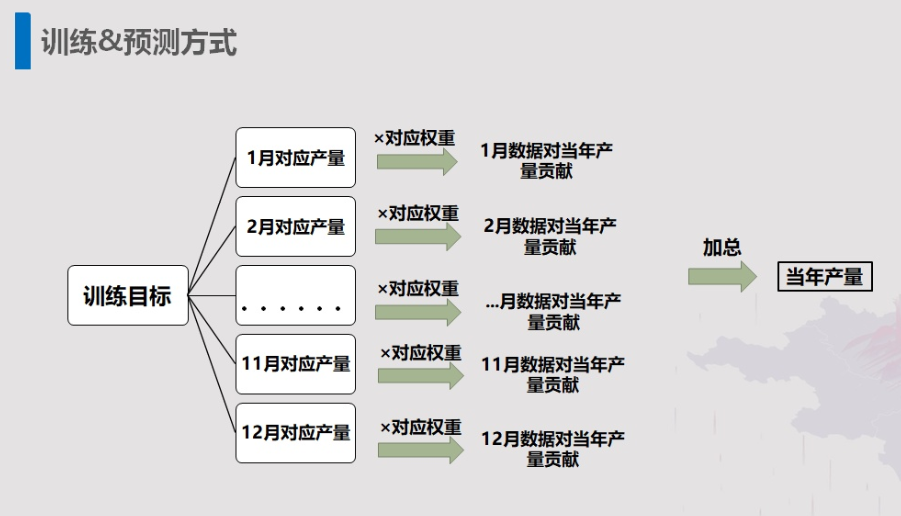 训练&预测方式
训练目标
1月对应产量
×对应权重
1月数据对当年产
量贡献
2月对应产量
×对应权重
2月数据对当年产
量贡献
......
×对应权重
...月数据对当年产
量贡献
11月对应产量
×对应权重
11月数据对当年产
量贡献
12月对应产量
×对应权重
12月数据对当年产
量贡献
加总
当年产量